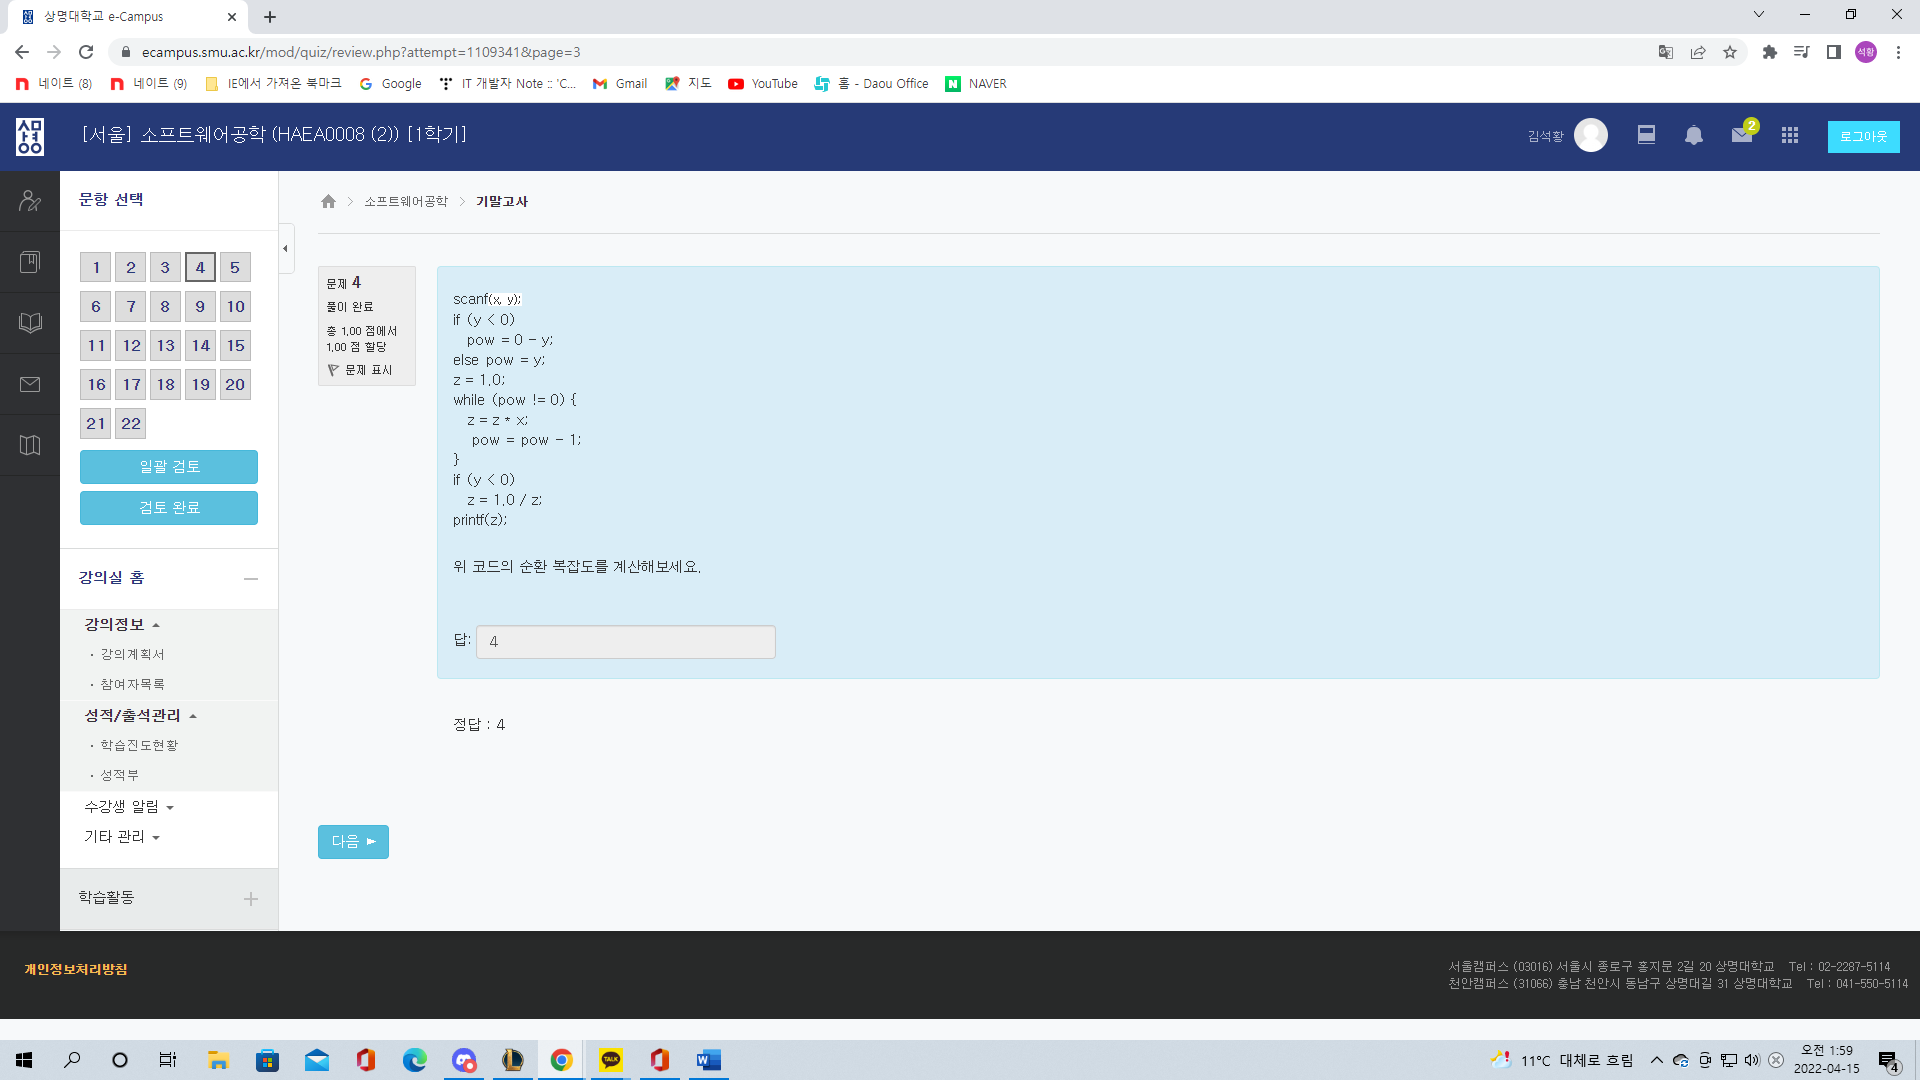 상명대학교 e-Campus
ecampus.smu.ac.kr/mod/quiz/review.php?attempt=1109341&page=3
석황
네이트 (8) 네이트 (9) IE에서 가져온 북마크 Google IT 개발자 Note :: 'C... Gmail 지도 YouTube 홈 - Daou Office NAVER
[서울] 소프트웨어공학 (HAEA0008 (2)) [1학기]
김석황 2 로그아웃
문항 선택
소프트웨어공학 기말고사
1 2 3 4 5
6 7 8 9 10
11 12 13 14 15
16 17 18 19 20
21 22
일괄 검토
검토 완료
강의실 홈
강의정보
· 강의계획서
· 참여자목록
성적/출석관리
· 학습진도현황
· 성적부
수강생 알림
기타 관리
학습활동
문제 4
풀이 완료
총 1.00 점에서
1.00 점 할당
문제 표시
scanf(x, y);
if (y < 0)
pow = 0 - y;
else pow = y;
z = 1.0;
while (pow != 0) {
z = z * x;
pow = pow - 1;
}
if (y < 0)
z = 1.0 / z;
printf(z);
위 코드의 순환 복잡도를 계산해보세요.
답: 4
정답 : 4
다음 ►
개인정보처리방침
서울캠퍼스 (03016) 서울시 종로구 홍지문 2길 20 상명대학교 Tel : 02-2287-5114
천안캠퍼스 (31066) 충남 천안시 동남구 상명대길 31 상명대학교 Tel : 041-550-5114
TALK
11°C 대체로 흐림
오전 1:59
2022-04-15
4